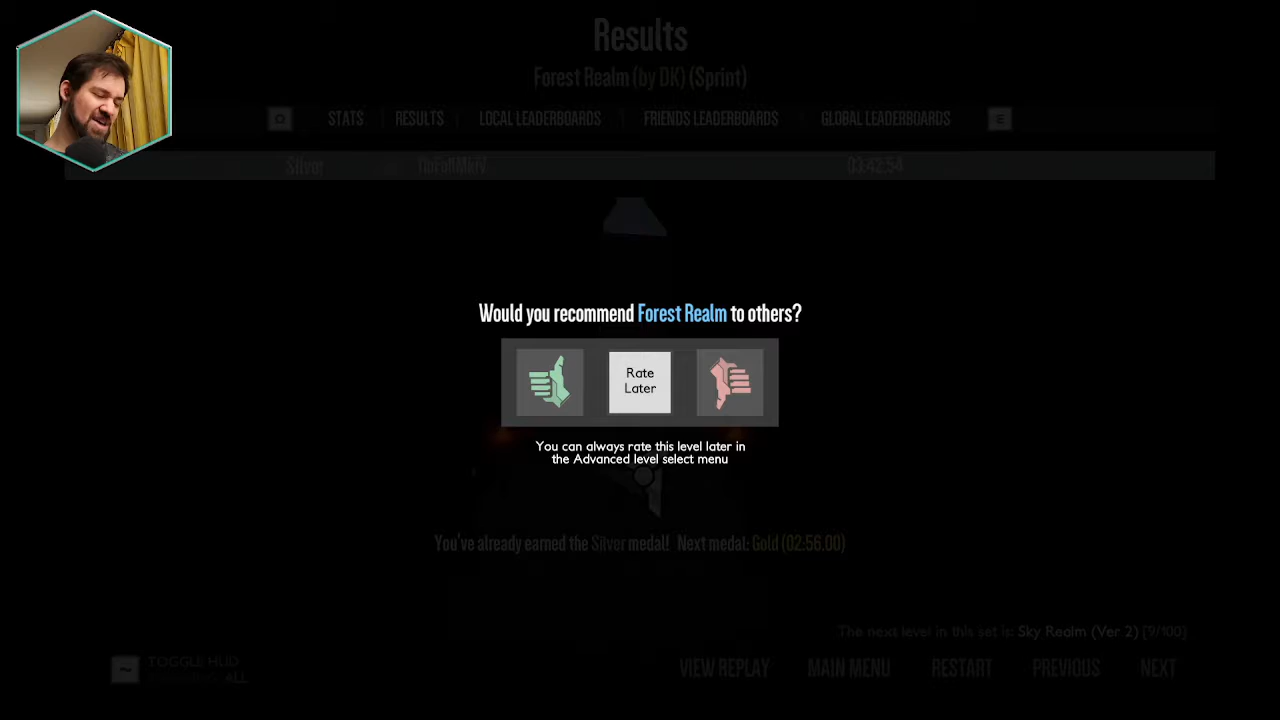 Results
Forest Realm (by DK) (Sprint)
STATS RESULTS LOCAL LEADERBOARDS FRIENDS LEADERBOARDS GLOBAL LEADERBOARDS
Silver 03:42.54
Would you recommend Forest Realm to others?
Rate
Later
You can always rate this level later in
the Advanced level select menu
You've already earned the Silver medal! Next medal: Gold (02:56.00)
The next level in this set is: Sky Realm (Ver 2) [9/100]
~ TOGGLE HUD
ALL
VIEW REPLAY MAIN MENU RESTART PREVIOUS NEXT